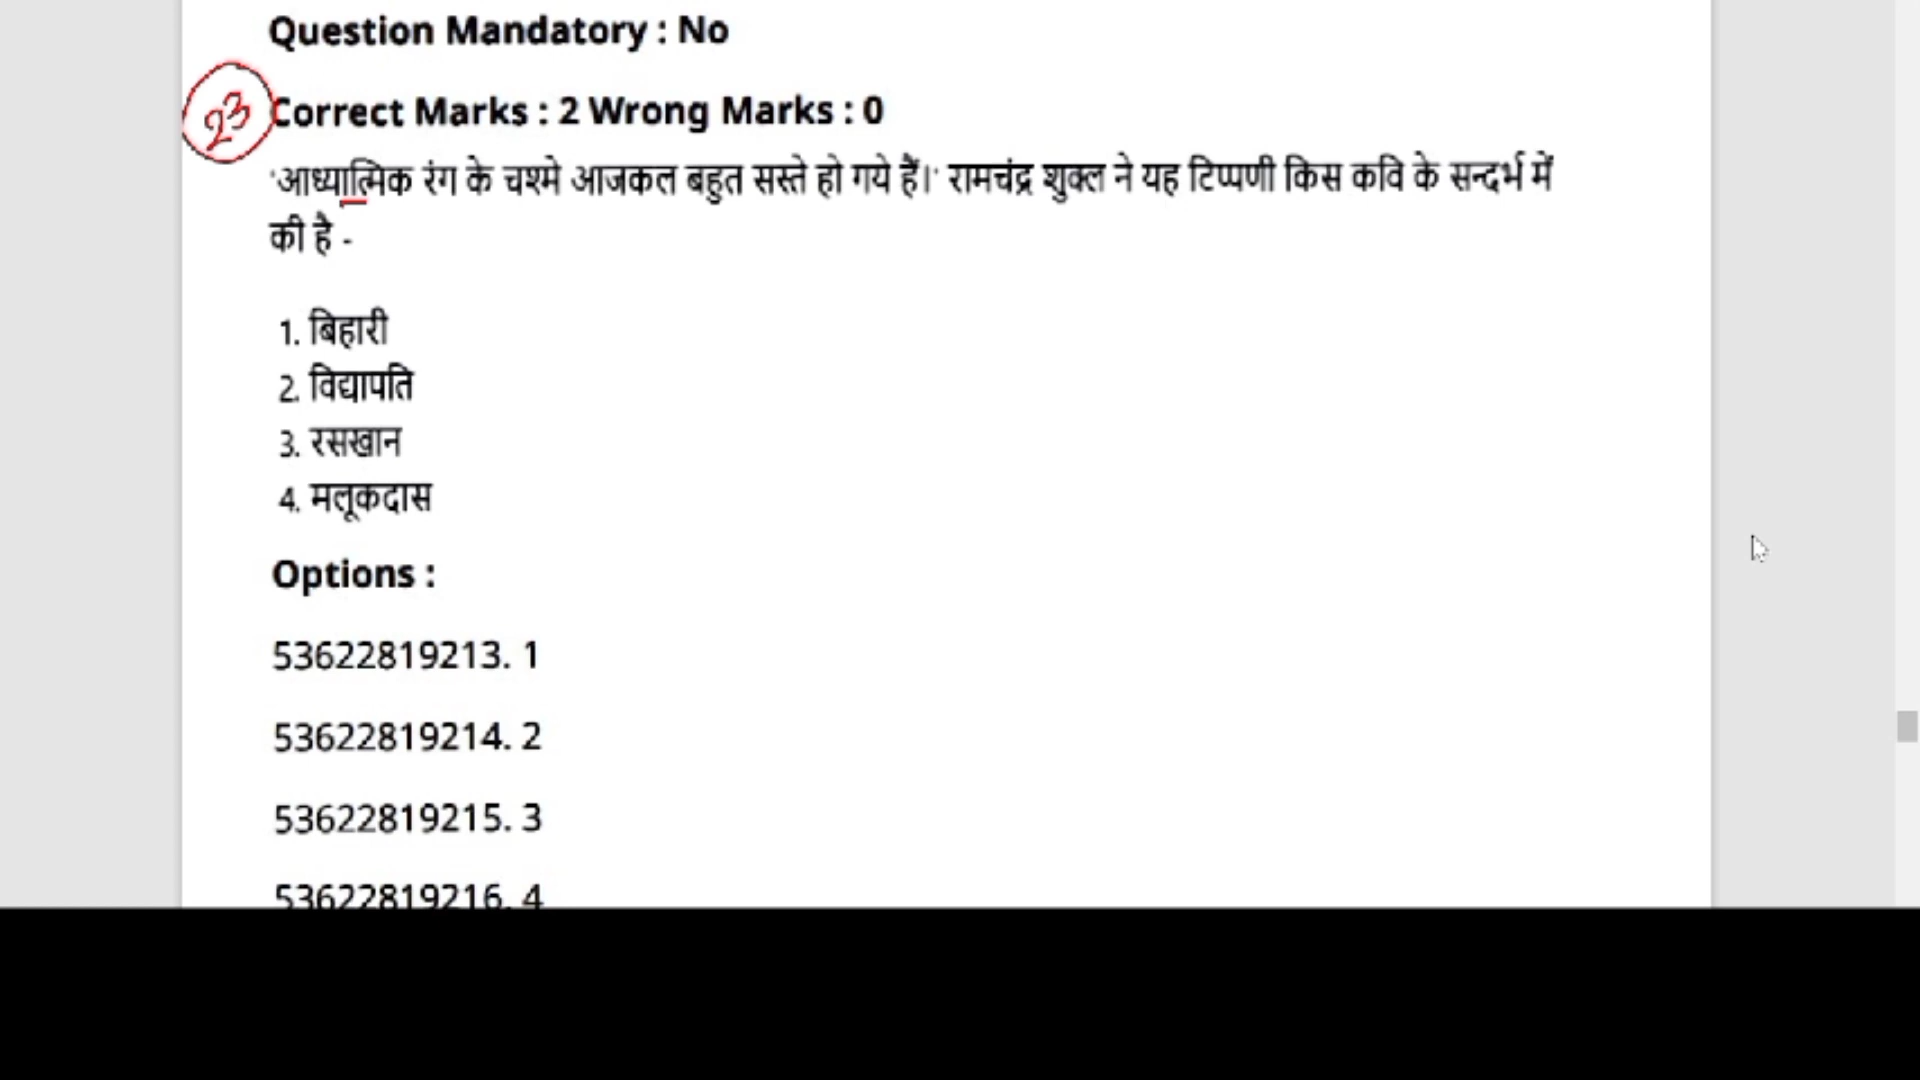 Question Mandatory : No
23
Correct Marks : 2 Wrong Marks : 0
'आध्यात्मिक रंग के चश्मे आजकल बहुत सस्ते हो गये हैं।' रामचंद्र शुक्ल ने यह टिप्पणी किस कवि के सन्दर्भ में
की है -
1. बिहारी
2. विद्यापति
3. रसखान
4. मलूकदास
Options :
53622819213. 1
53622819214. 2
53622819215. 3
53622819216. 4